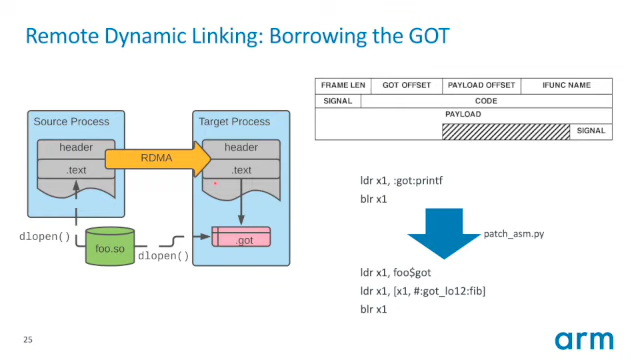 Remote Dynamic Linking: Borrowing the GOT
Source Process
header
.text
RDMA
Target Process
header
.text
dlopen()
foo.so
dlopen()
.got
FRAME LEN GOT OFFSET PAYLOAD OFFSET IFUNC NAME
SIGNAL CODE
PAYLOAD
SIGNAL
ldr x1, :got:printf
blr x1
patch_asm.py
ldr x1, foo$got
ldr x1, [x1, #:got_lo12:fib]
blr x1
25
arm